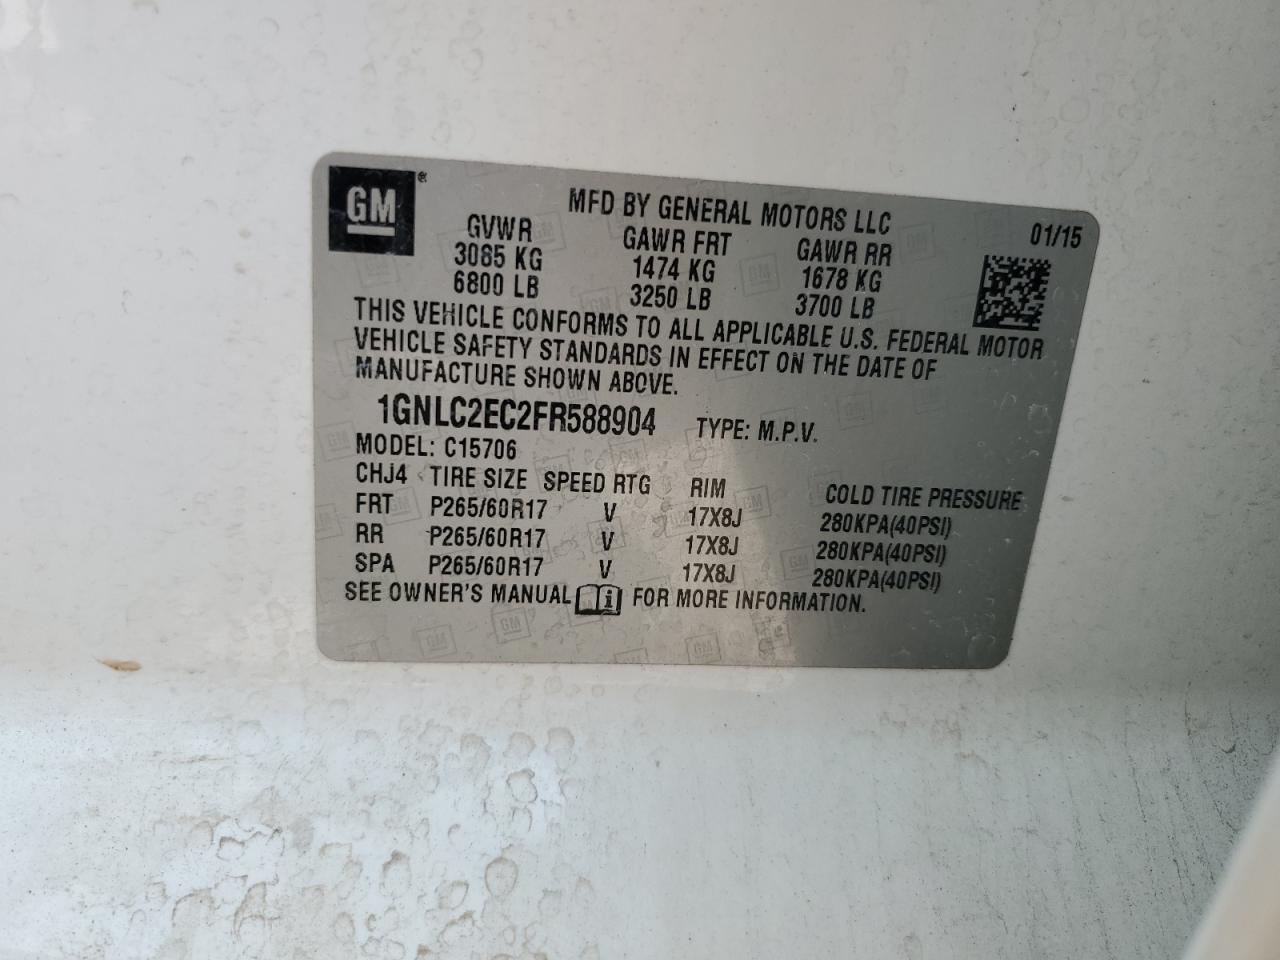 GM®
MFD BY GENERAL MOTORS LLC
01/15
GVWR GAWR FRT GAWR RR
3085 KG 1474 KG 1678 KG
6800 LB 3250 LB 3700 LB
THIS VEHICLE CONFORMS TO ALL APPLICABLE U.S. FEDERAL MOTOR
VEHICLE SAFETY STANDARDS IN EFFECT ON THE DATE OF
MANUFACTURE SHOWN ABOVE.
1GNLC2EC2FR588904 TYPE: M.P.V.
MODEL: C15706
CHJ4 TIRE SIZE SPEED RTG RIM COLD TIRE PRESSURE
FRT P265/60R17 V 17X8J 280KPA(40PSI)
RR P265/60R17 V 17X8J 280KPA(40PSI)
SPA P265/60R17 V 17X8J 280KPA(40PSI)
SEE OWNER'S MANUAL i FOR MORE INFORMATION.